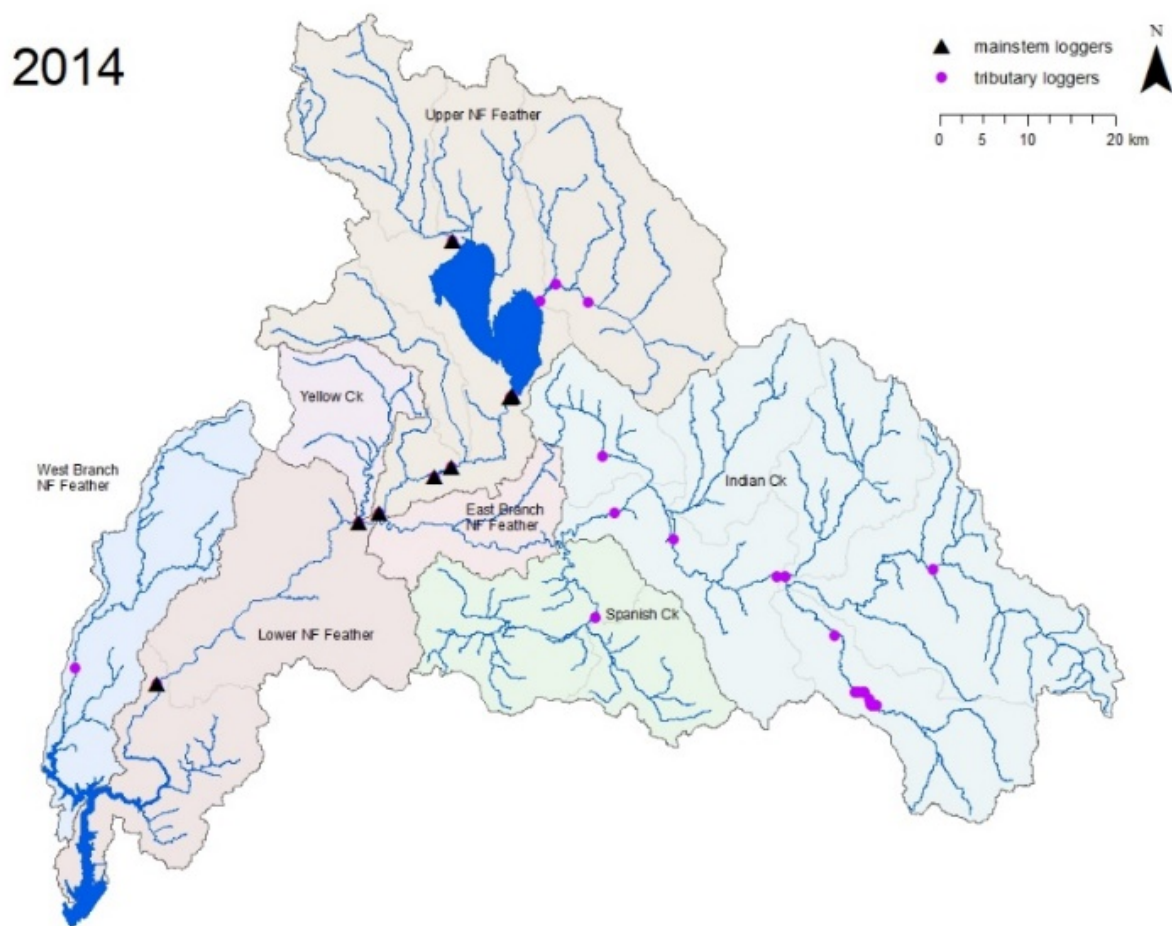 2014
N
mainstem loggers
tributary loggers
0 5 10 20 km
Upper NF Feather
Yellow Ck
West Branch
NF Feather
Indian Ck
East Branch
NF Feather
Spanish Ck
Lower NF Feather